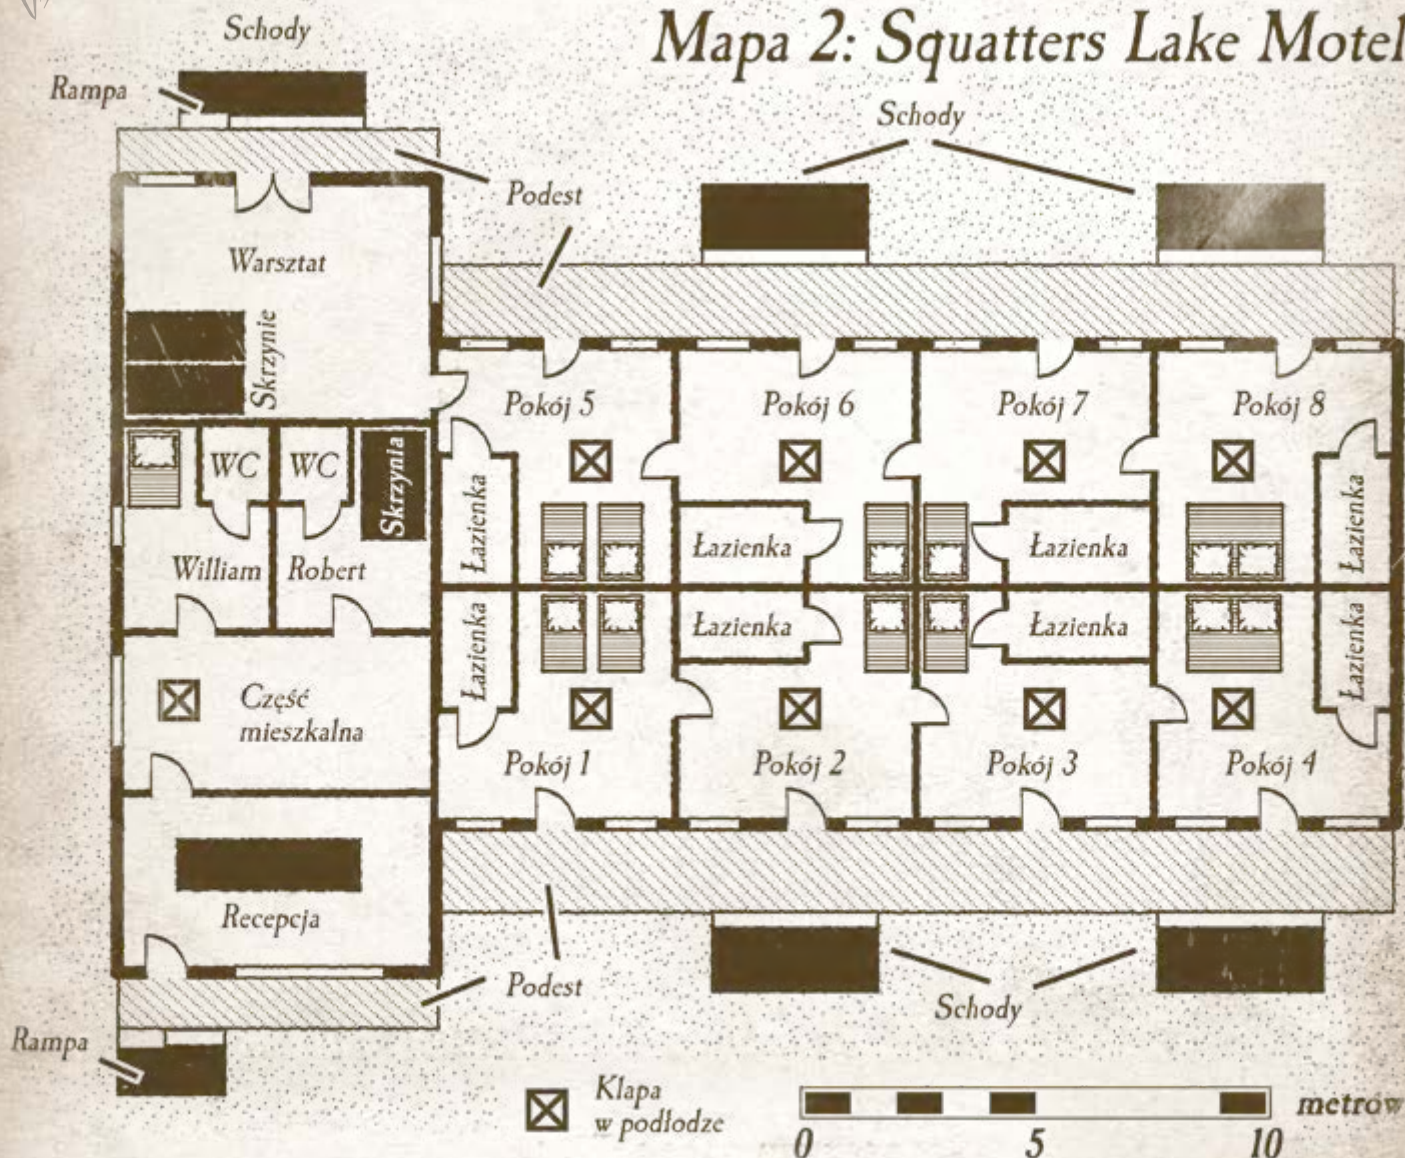 Mapa 2: Squatters Lake Motel
Schody
Rampa
Schody
Podest
Warsztat
Skrzynie
Pokój 5
Pokój 6
Pokój 7
Pokój 8
WC
WC
Skrzynia
Łazienka
Łazienka
Łazienka
Łazienka
William
Robert
Łazienka
Łazienka
Łazienka
Łazienka
Część
mieszkalna
Pokój 1
Pokój 2
Pokój 3
Pokój 4
Recepcja
Podest
Schody
Rampa
Klapa
w podłodze
metrów
0
5
10